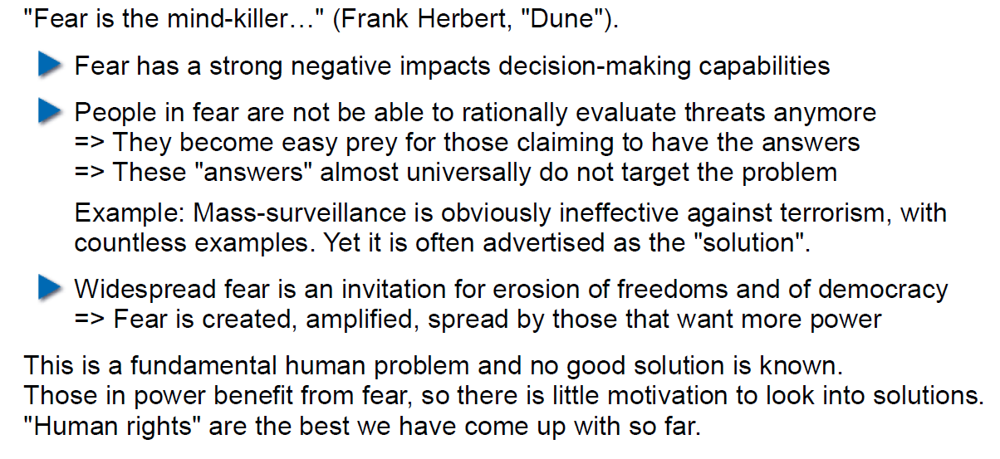 "Fear is the mind-killer…" (Frank Herbert, "Dune").
Fear has a strong negative impacts decision-making capabilities
People in fear are not be able to rationally evaluate threats anymore
=> They become easy prey for those claiming to have the answers
=> These "answers" almost universally do not target the problem
Example: Mass-surveillance is obviously ineffective against terrorism, with
countless examples. Yet it is often advertised as the "solution".
Widespread fear is an invitation for erosion of freedoms and of democracy
=> Fear is created, amplified, spread by those that want more power
This is a fundamental human problem and no good solution is known.
Those in power benefit from fear, so there is little motivation to look into solutions.
"Human rights" are the best we have come up with so far.